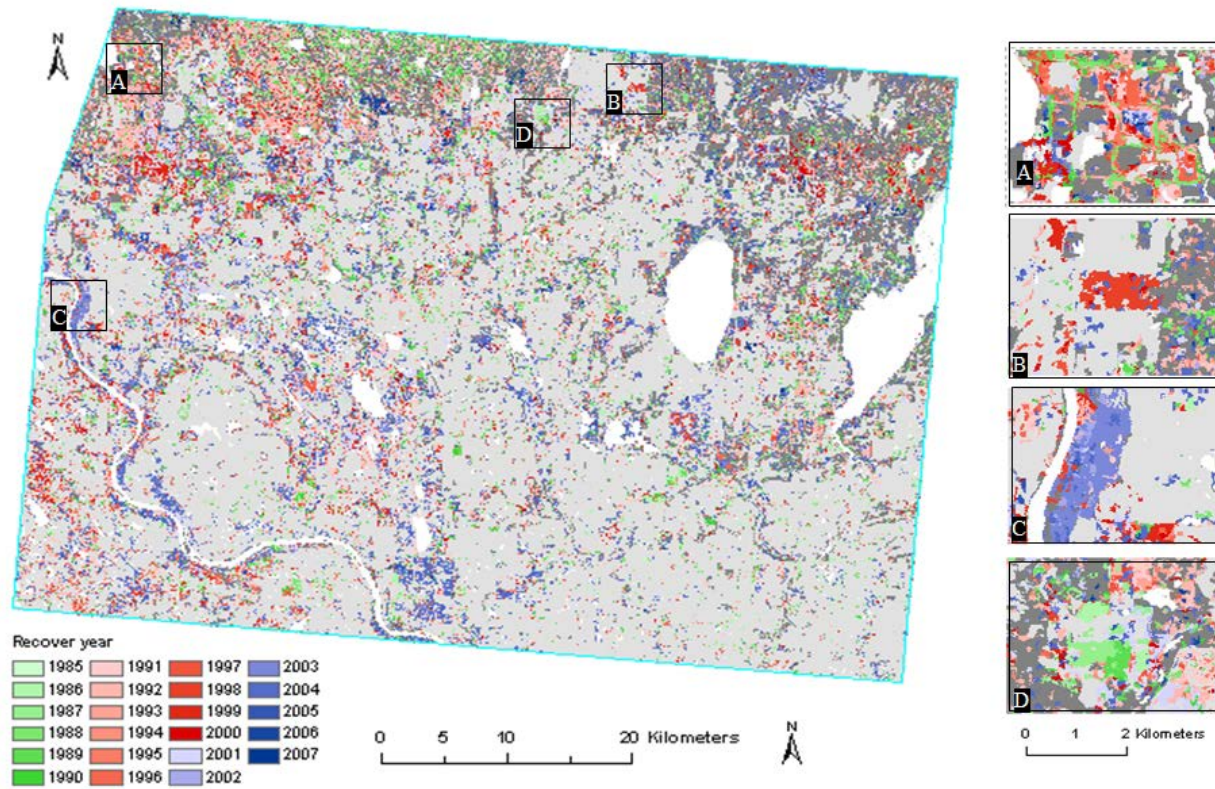 N
A
B
D
C
A
B
C
D
Recover year
1985 1991 1997 2003
1986 1992 1998 2004
1987 1993 1999 2005
1988 1994 2000 2006
1989 1995 2001 2007
1990 1996 2002
0 5 10 20 Kilometers
N
0 1 2 Kilometers